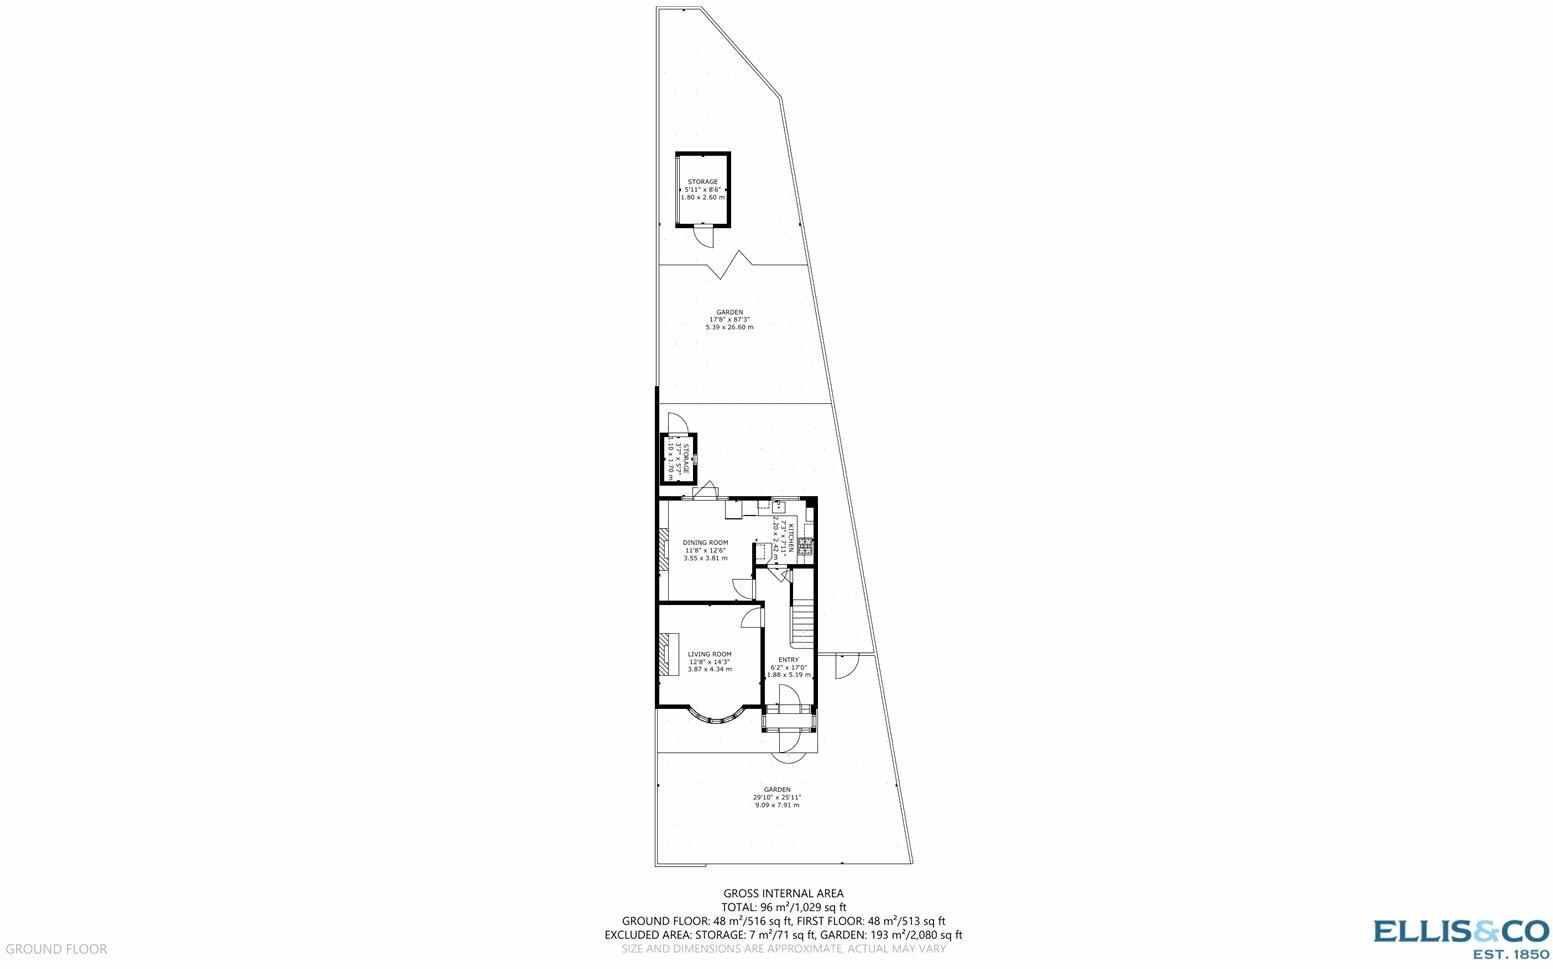 STORAGE
5'11" x 8'6"
1.80 x 2.60 m
GARDEN
17'8" x 87'3"
5.39 x 26.60 m
STORAGE
3'7" x 5'7"
1.10 x 1.70 m
DINING ROOM
11'8" x 12'6"
3.55 x 3.81 m
KITCHEN
7'3" x 7'11"
2.20 x 2.42 m
LIVING ROOM
12'8" x 14'3"
3.87 x 4.34 m
ENTRY
6'2" x 17'0"
1.88 x 5.19 m
GARDEN
29'10" x 25'11"
9.09 x 7.91 m
GROSS INTERNAL AREA
TOTAL: 96 m²/1,029 sq ft
GROUND FLOOR: 48 m²/516 sq ft, FIRST FLOOR: 48 m²/513 sq ft
EXCLUDED AREA: STORAGE: 7 m²/71 sq ft, GARDEN: 193 m²/2,080 sq ft
SIZE AND DIMENSIONS ARE APPROXIMATE, ACTUAL MAY VARY
GROUND FLOOR
ELLIS&CO
EST. 1850